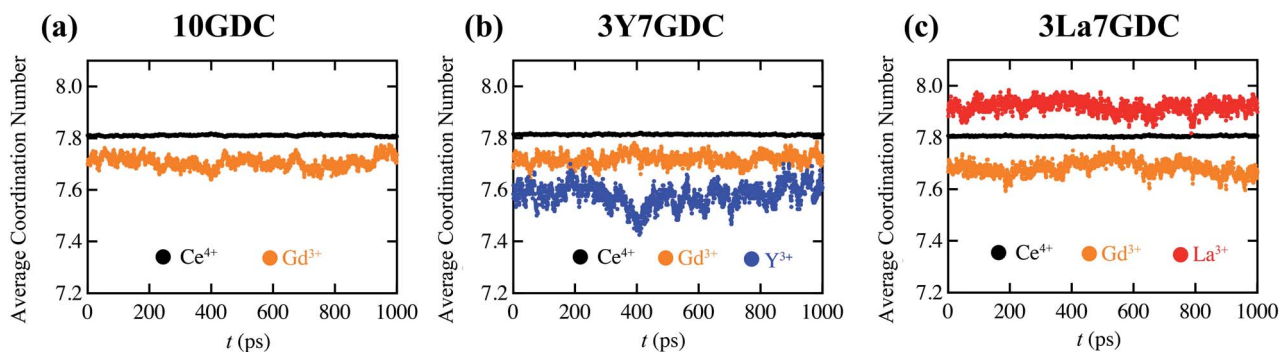 (a) 10GDC
Average Coordination Number
8.0
7.8
7.6
7.4
7.2
Ce4+ Gd3+
0 200 400 600 800 1000
t (ps)
(b) 3Y7GDC
Average Coordination Number
8.0
7.8
7.6
7.4
7.2
Ce4+ Gd3+ Y3+
0 200 400 600 800 1000
t (ps)
(c) 3La7GDC
Average Coordination Number
8.0
7.8
7.6
7.4
7.2
Ce4+ Gd3+ La3+
0 200 400 600 800 1000
t (ps)